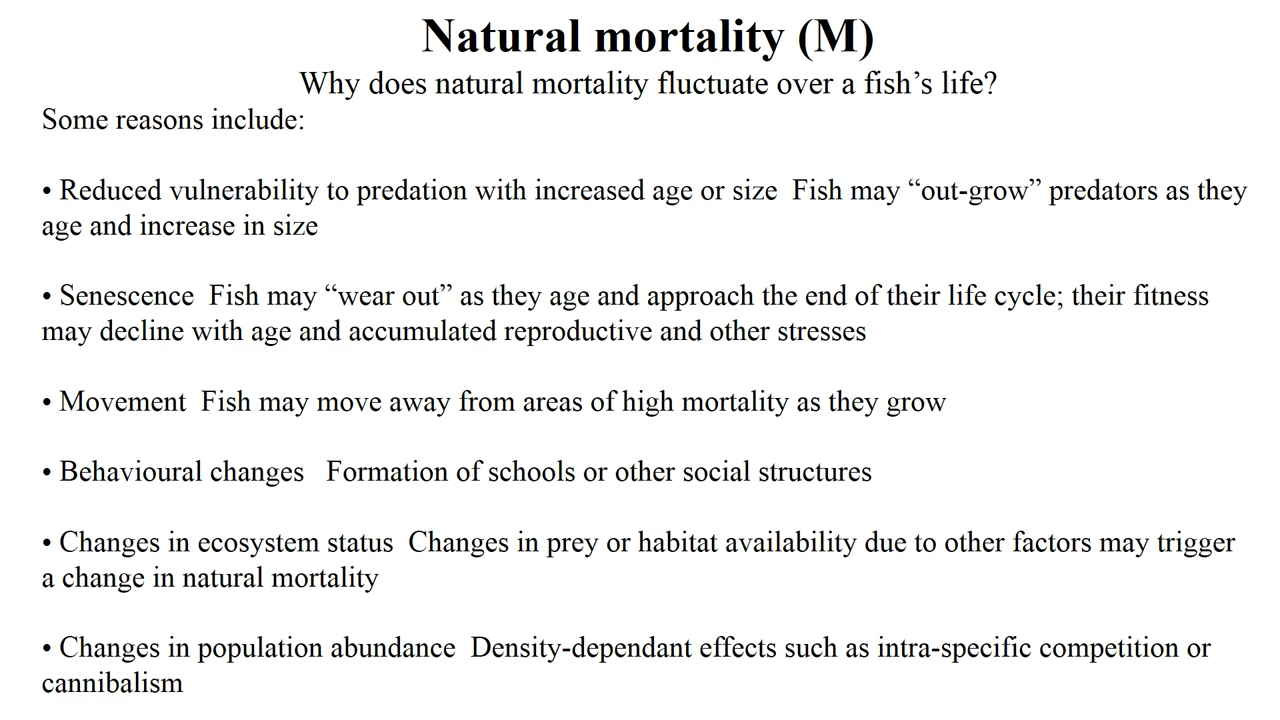 Natural mortality (M)
Why does natural mortality fluctuate over a fish’s life?
Some reasons include:
• Reduced vulnerability to predation with increased age or size  Fish may “out-grow” predators as they
age and increase in size
• Senescence  Fish may “wear out” as they age and approach the end of their life cycle; their fitness
may decline with age and accumulated reproductive and other stresses
• Movement  Fish may move away from areas of high mortality as they grow
• Behavioural changes   Formation of schools or other social structures
• Changes in ecosystem status  Changes in prey or habitat availability due to other factors may trigger
a change in natural mortality
• Changes in population abundance  Density-dependant effects such as intra-specific competition or
cannibalism